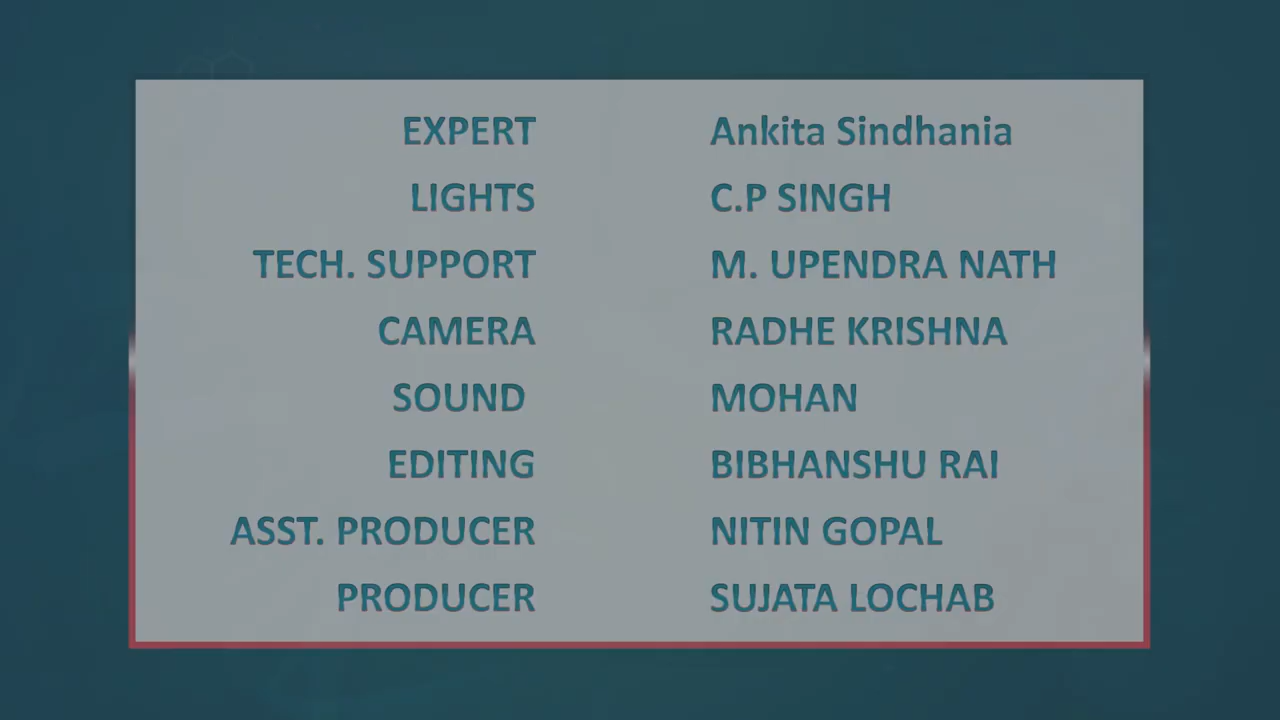 EXPERT Ankita Sindhania
LIGHTS C.P SINGH
TECH. SUPPORT M. UPENDRA NATH
CAMERA RADHE KRISHNA
SOUND MOHAN
EDITING BIBHANSHU RAI
ASST. PRODUCER NITIN GOPAL
PRODUCER SUJATA LOCHAB